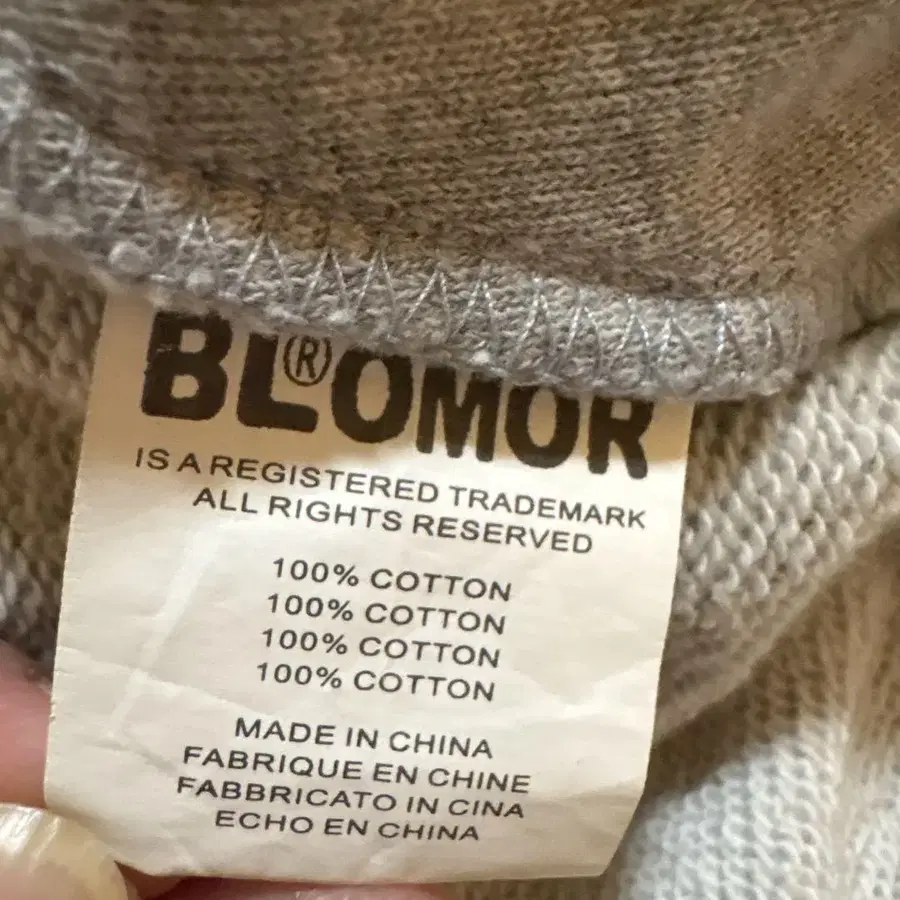 BL(R)OMOR
IS A REGISTERED TRADEMARK
ALL RIGHTS RESERVED
100% COTTON
100% COTTON
100% COTTON
100% COTTON
MADE IN CHINA
FABRIQUE EN CHINE
FABBRICATO IN CINA
ECHO EN CHINA